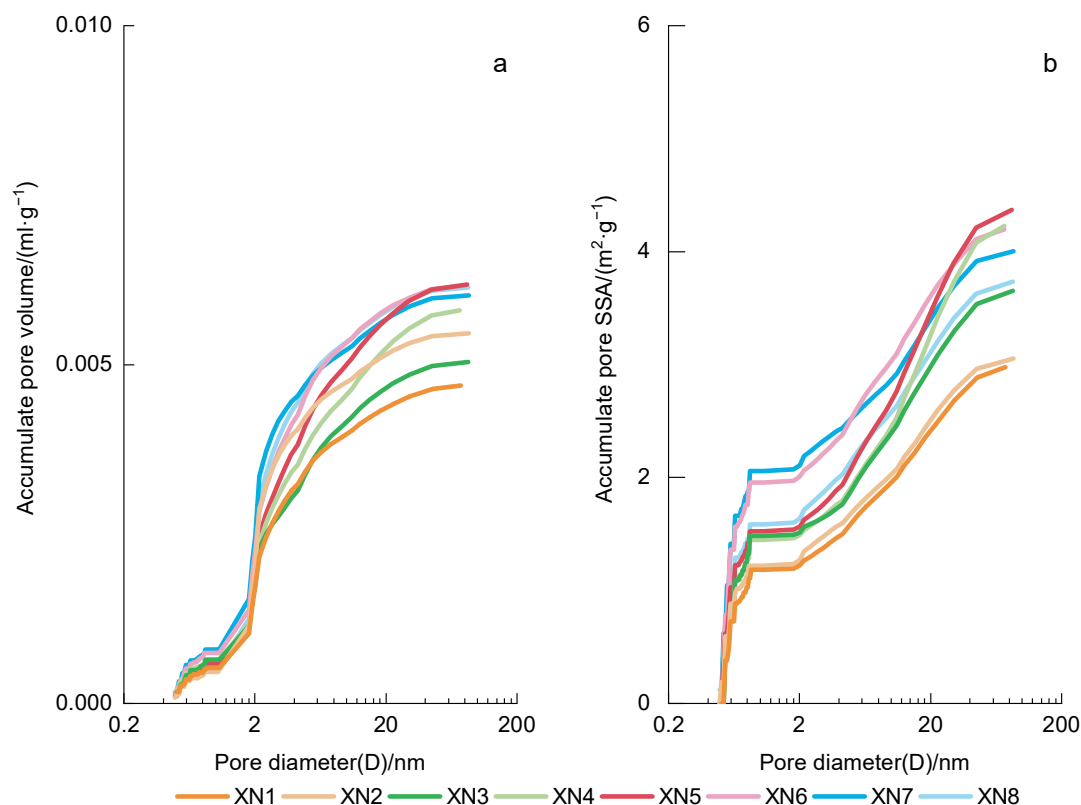 0.010
a
0.005
0.000
0.2
2
20
200
Accumulate pore volume/(ml·g⁻¹)
Pore diameter(D)/nm
6
b
4
2
0
0.2
2
20
200
Accumulate pore SSA/(m²·g⁻¹)
Pore diameter(D)/nm
XN1 XN2 XN3 XN4 XN5 XN6 XN7 XN8